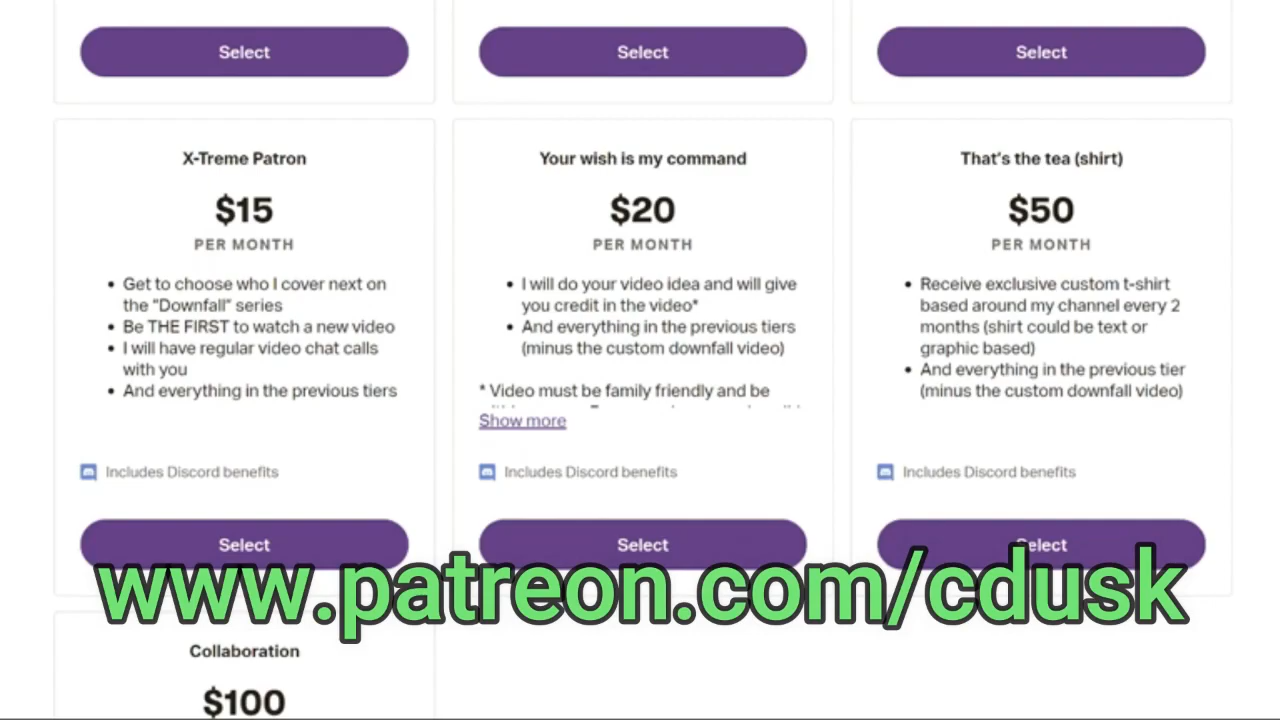 Select
Select
Select
X-Treme Patron
$15
PER MONTH
• Get to choose who I cover next on
the "Downfall" series
• Be THE FIRST to watch a new video
• I will have regular video chat calls
with you
• And everything in the previous tiers
Includes Discord benefits
Select
Your wish is my command
$20
PER MONTH
• I will do your video idea and will give
you credit in the video*
• And everything in the previous tiers
(minus the custom downfall video)
* Video must be family friendly and be
Show more
Includes Discord benefits
Select
That's the tea (shirt)
$50
PER MONTH
• Receive exclusive custom t-shirt
based around my channel every 2
months (shirt could be text or
graphic based)
• And everything in the previous tier
(minus the custom downfall video)
Includes Discord benefits
Select
www.patreon.com/cdusk
Collaboration
$100